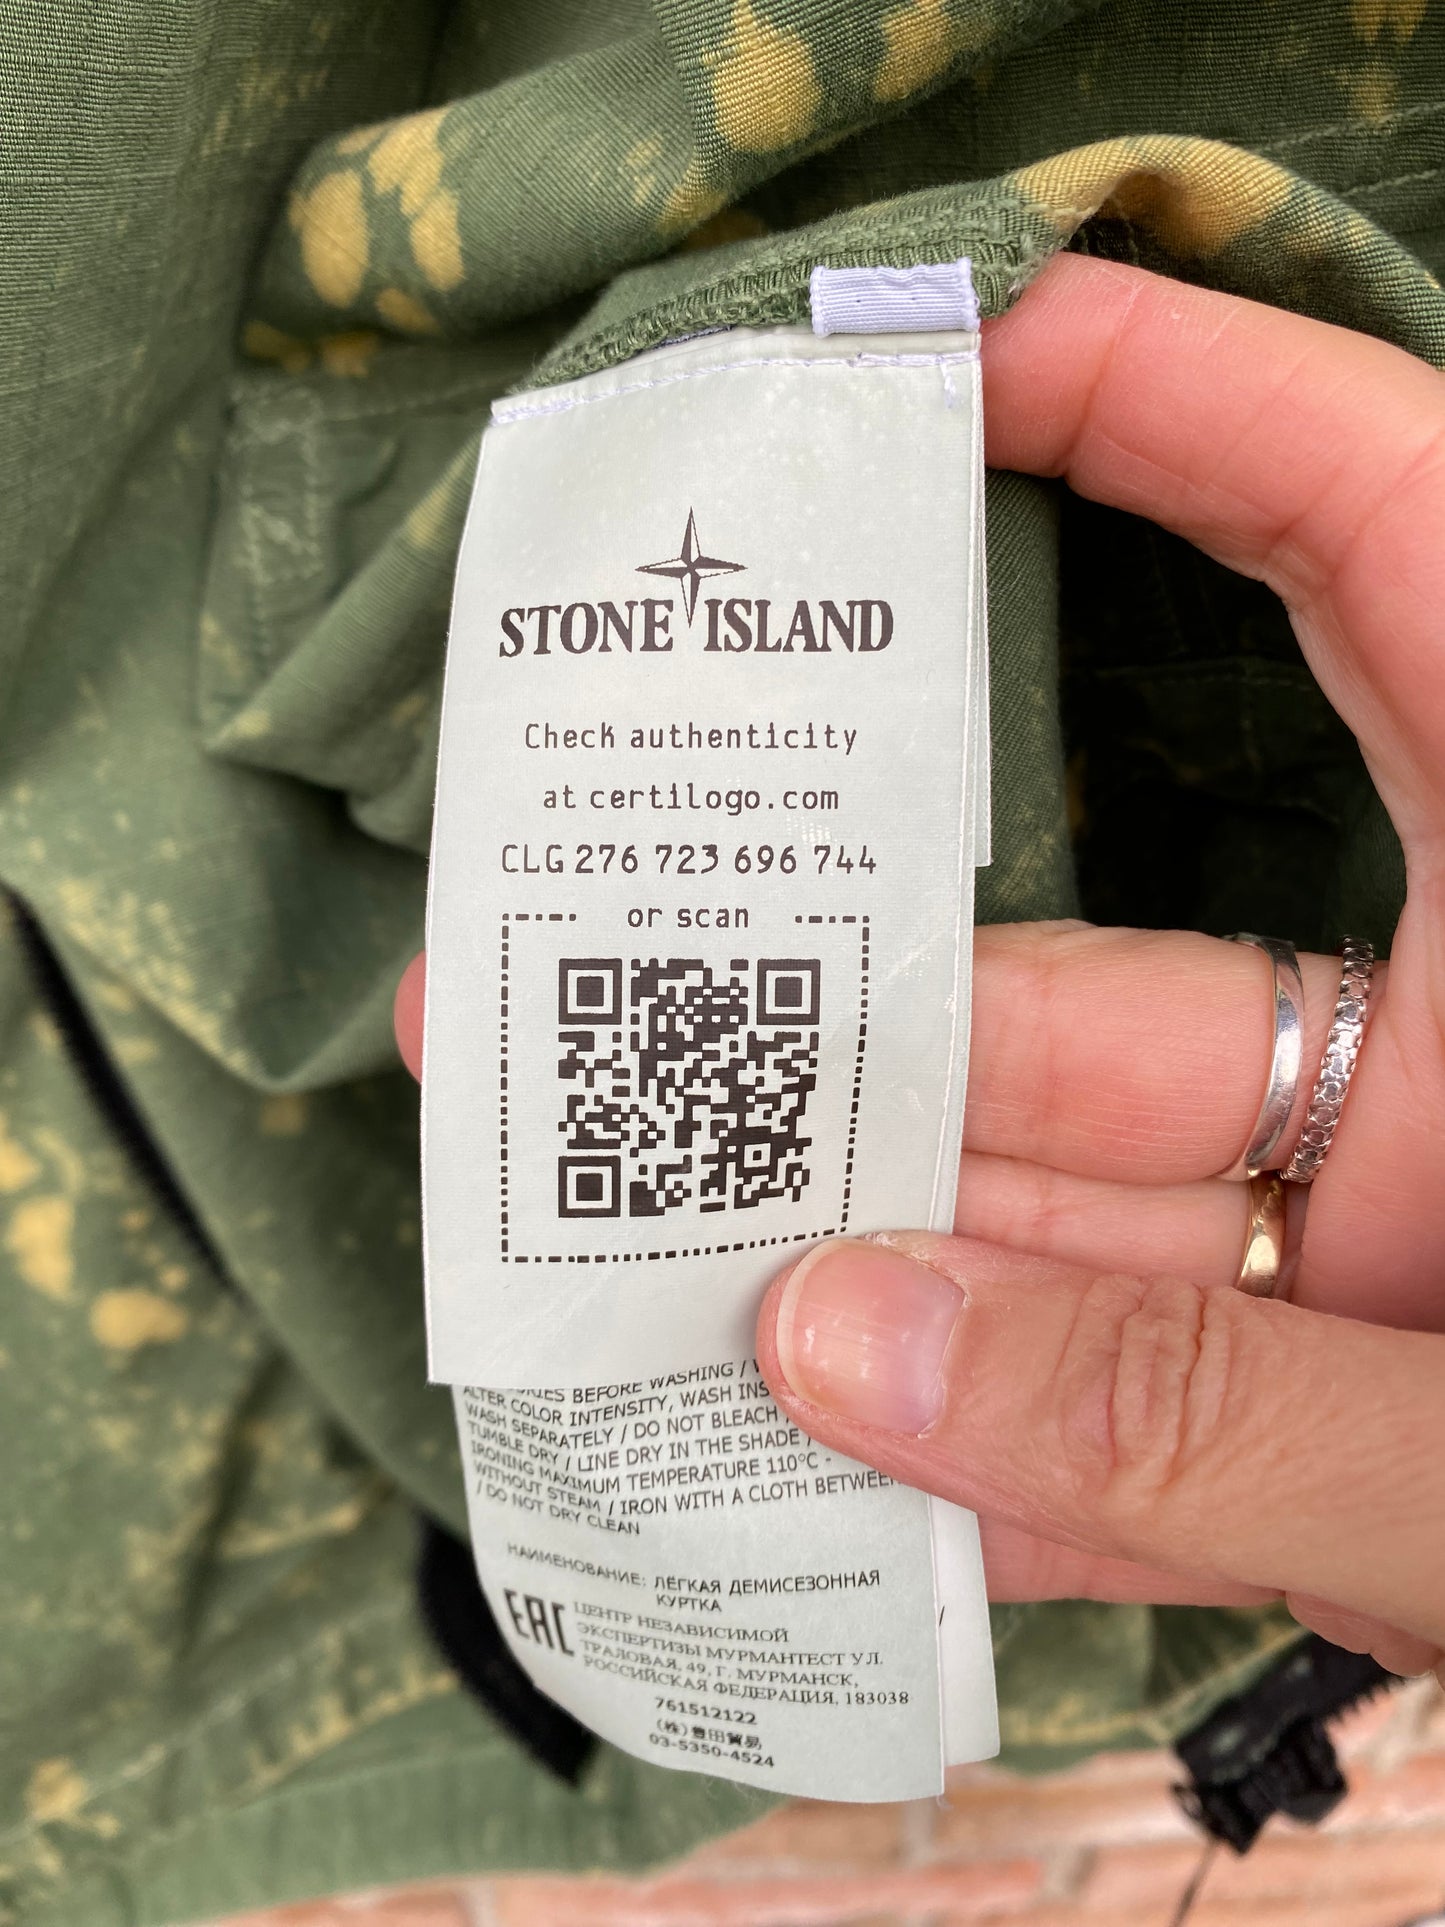 STONE ISLAND
Check authenticity
at certilogo.com
CLG 276 723 696 744
or scan
BEFORE WASHING /
ALTER COLOR INTENSITY, WASH
WASH SEPARATELY / DO NOT BLEACH
TUMBLE DRY / LINE DRY IN THE SHADE /
IRONING MAXIMUM TEMPERATURE 110°C -
WITHOUT STEAM / IRON WITH A CLOTH
/ DO NOT DRY CLEAN
НАИМЕНОВАНИЕ: ЛЁГКАЯ ДЕМИСЕЗОННАЯ
КУРТКА
EAC
ЦЕНТР НЕЗАВИСИМОЙ
ЭКСПЕРТИЗЫ МУРМАНТЕСТ УЛ.
ТРАЛОВАЯ, 49, Г. МУРМАНСК,
РОССИЙСКАЯ ФЕДЕРАЦИЯ, 183038
761512122
(株)豊田貿易
03-5350-4524